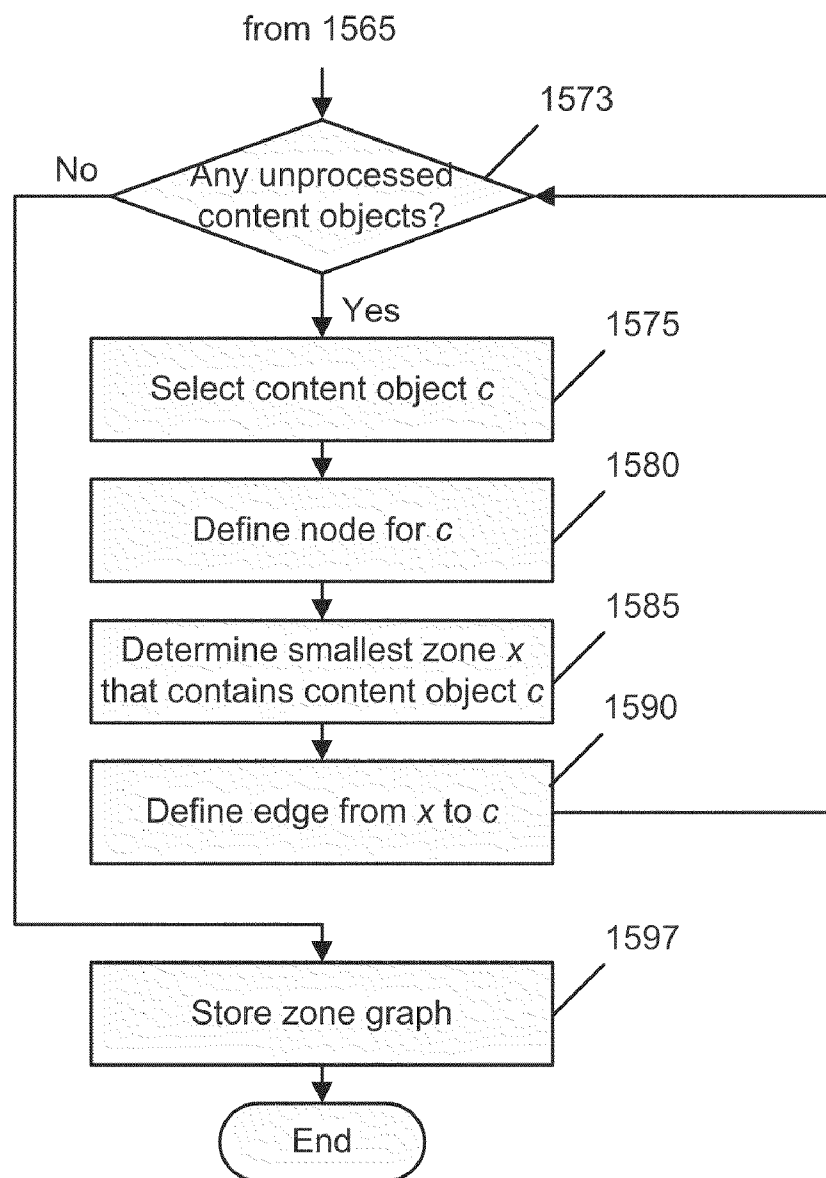 from 1565
1573
No
Any unprocessed
content objects?
Yes
1575
Select content object c
1580
Define node for c
1585
Determine smallest zone x
that contains content object c
1590
Define edge from x to c
1597
Store zone graph
End